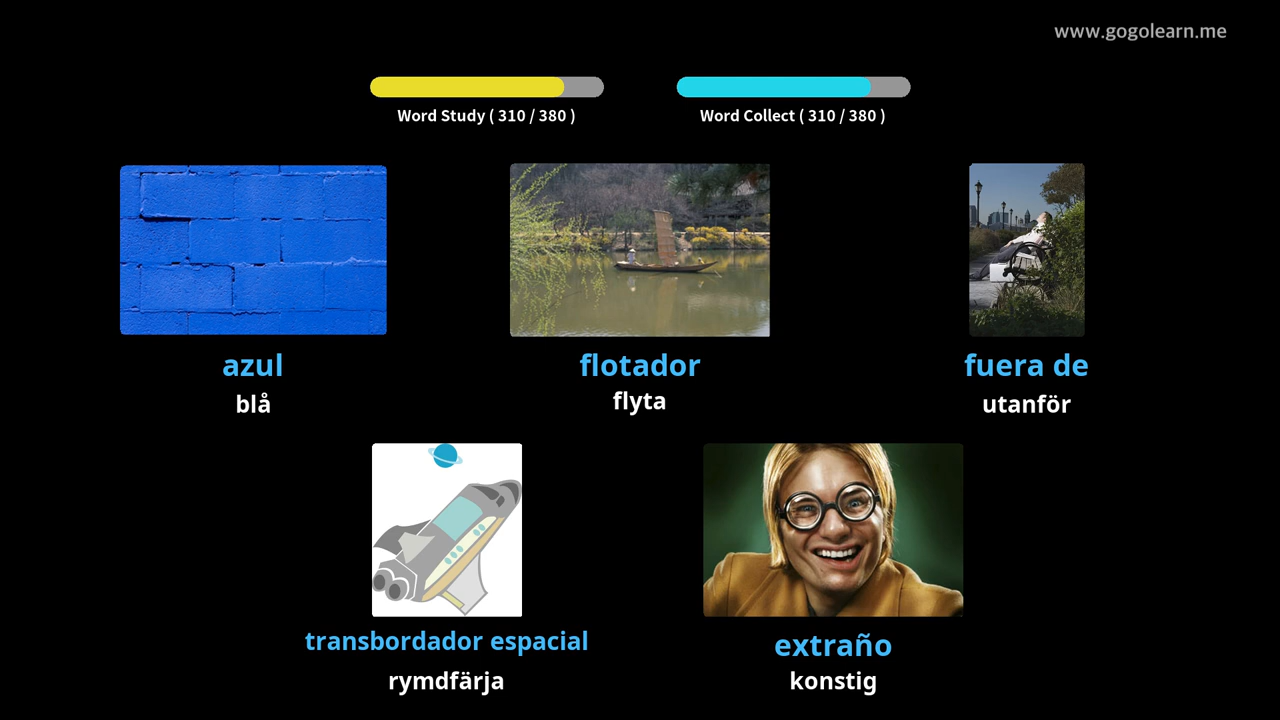 www.gogolearn.me
Word Study ( 310 / 380 )
Word Collect ( 310 / 380 )
azul
blå
flotador
flyta
fuera de
utanför
transbordador espacial
rymdfärja
extraño
konstig